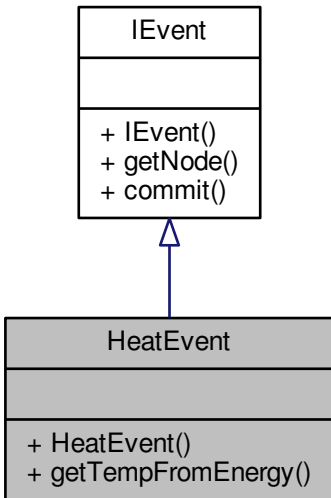 IEvent
+ IEvent()
+ getNode()
+ commit()
HeatEvent
+ HeatEvent()
+ getTempFromEnergy()